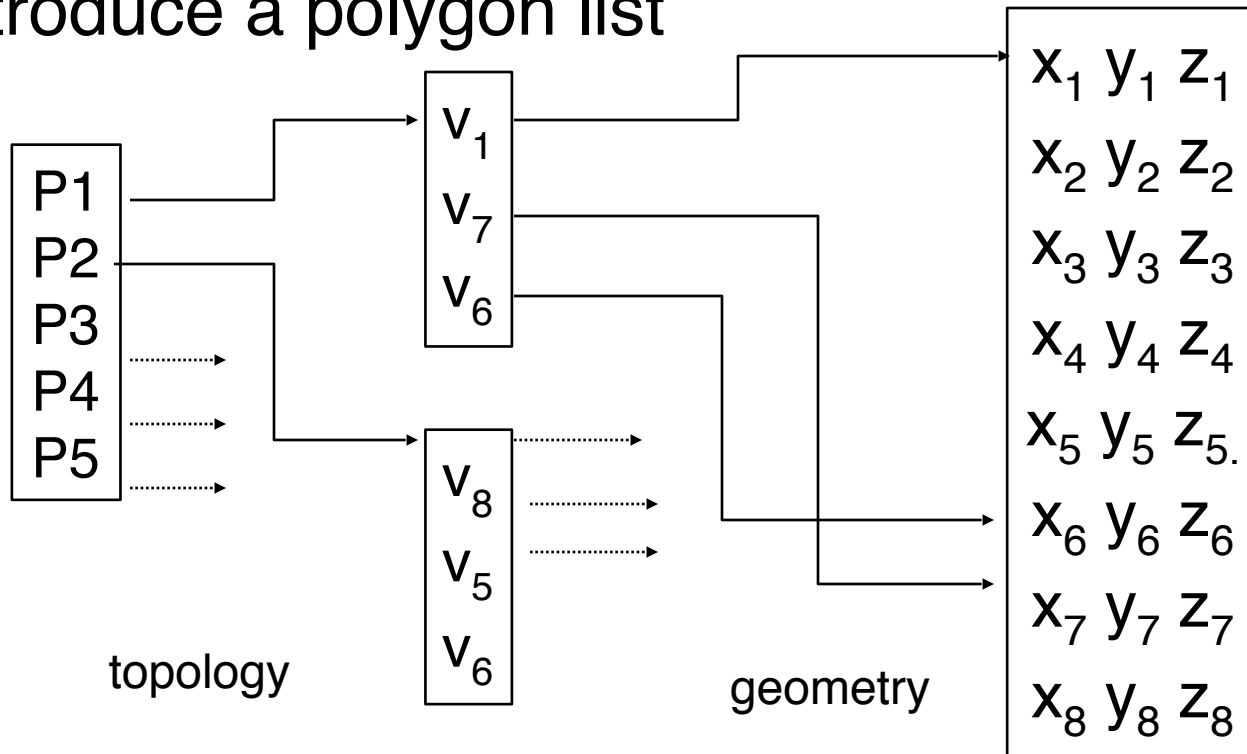 troduce a polygon list
P1
P2
P3
P4
P5
topology
v₁
v₇
v₆
v₈
v₅
v₆
geometry
x₁ y₁ z₁
x₂ y₂ z₂
x₃ y₃ z₃
x₄ y₄ z₄
x₅ y₅ z₅.
x₆ y₆ z₆
x₇ y₇ z₇
x₈ y₈ z₈